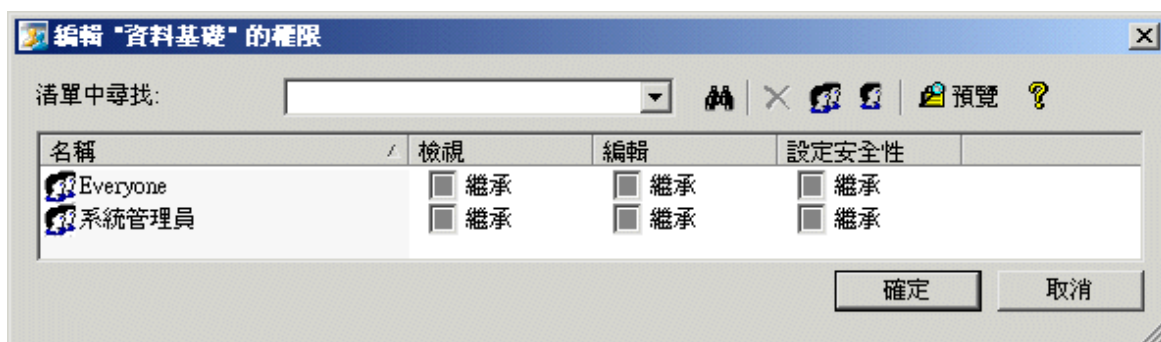 編輯 "資料基礎" 的權限
清單中尋找: 預覽
名稱 檢視 編輯 設定安全性
Everyone 繼承 繼承 繼承
系統管理員 繼承 繼承 繼承
確定 取消